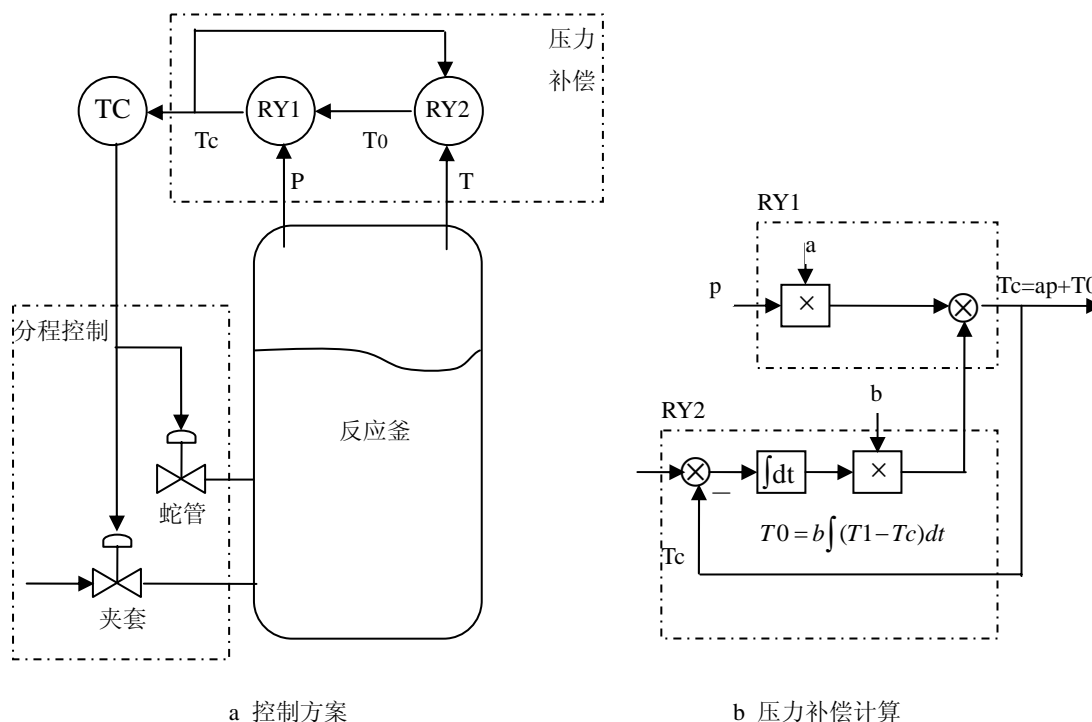 压力
补偿
TC
RY1
RY2
Tc
T0
P
T
分程控制
反应釜
蛇管
夹套
a 控制方案
RY1
a
p
×
Tc=ap+T0
b
RY2
∫dt
×
—
T0=b∫(T1−Tc)dt
Tc
b 压力补偿计算